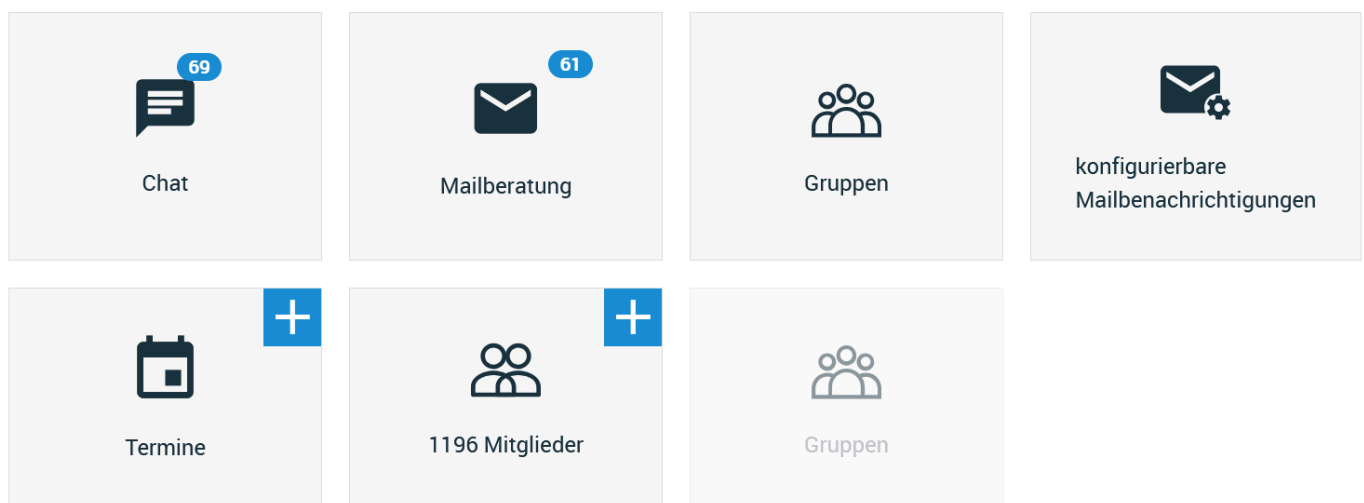 69
Chat
61
Mailberatung
Gruppen
konfigurierbare
Mailbenachrichtigungen
Termine
1196 Mitglieder
Gruppen